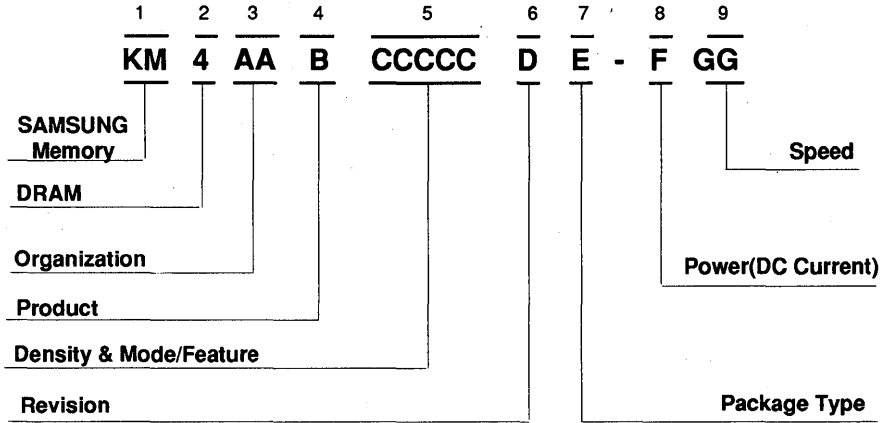 1 2 3 4 5 6 7 8 9
KM 4 AA B CCCCC D E - F GG
SAMSUNG
Memory
Speed
DRAM
Organization
Power(DC Current)
Product
Density & Mode/Feature
Revision
Package Type